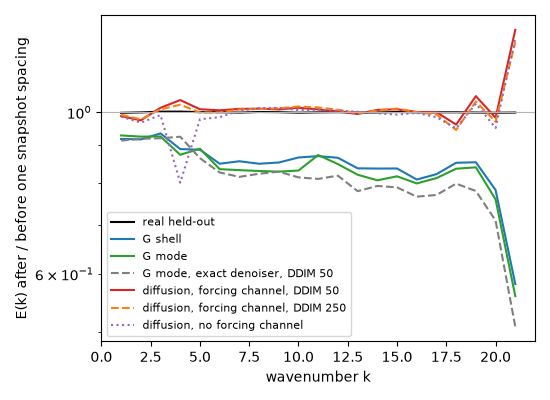 E(k) after / before one snapshot spacing
10⁰
6 × 10⁻¹
real held-out
G shell
G mode
G mode, exact denoiser, DDIM 50
diffusion, forcing channel, DDIM 50
diffusion, forcing channel, DDIM 250
diffusion, no forcing channel
0.0 2.5 5.0 7.5 10.0 12.5 15.0 17.5 20.0
wavenumber k